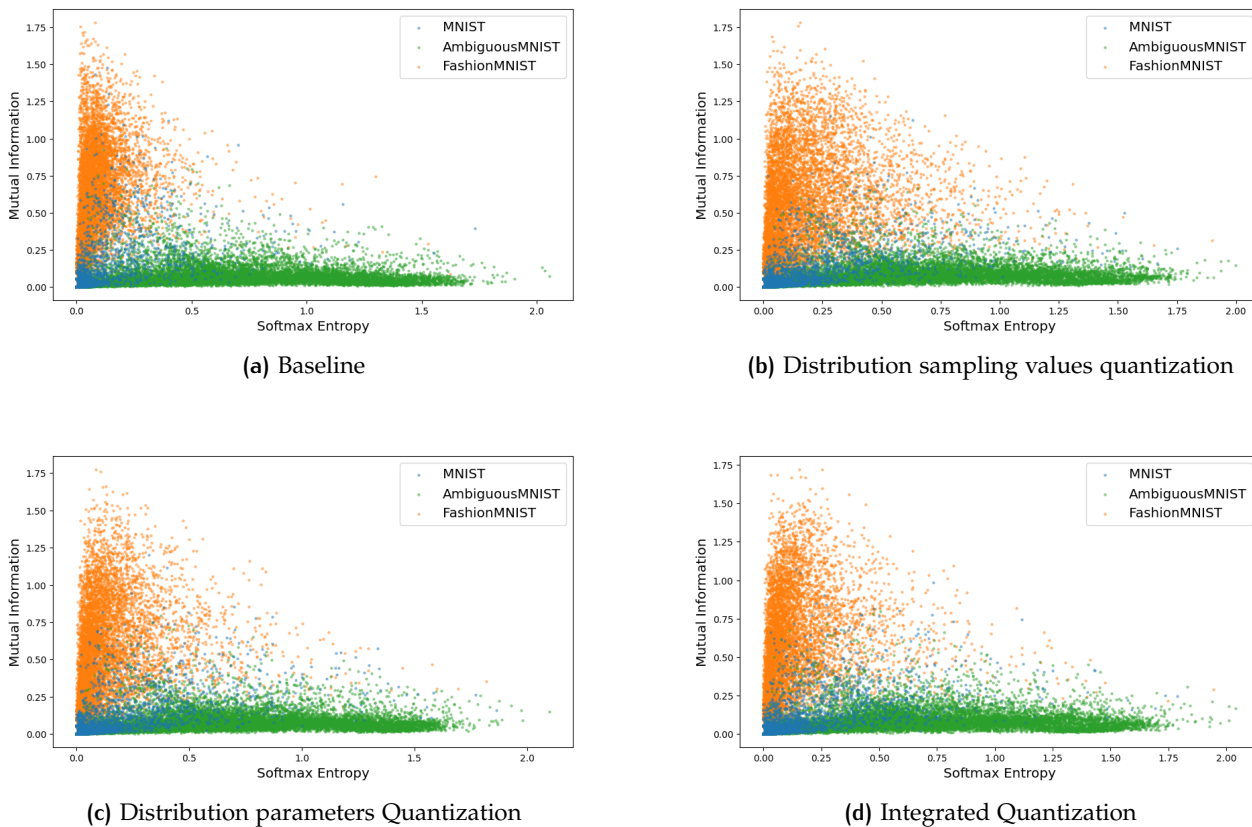 1.75
1.50
1.25
1.00
0.75
0.50
0.25
0.00
Mutual Information
0.0
0.5
1.0
1.5
2.0
Softmax Entropy
MNIST
AmbiguousMNIST
FashionMNIST
(a) Baseline
1.75
1.50
1.25
1.00
0.75
0.50
0.25
0.00
Mutual Information
0.00
0.25
0.50
0.75
1.00
1.25
1.50
1.75
2.00
Softmax Entropy
MNIST
AmbiguousMNIST
FashionMNIST
(b) Distribution sampling values quantization
1.75
1.50
1.25
1.00
0.75
0.50
0.25
0.00
Mutual Information
0.0
0.5
1.0
1.5
2.0
Softmax Entropy
MNIST
AmbiguousMNIST
FashionMNIST
(c) Distribution parameters Quantization
1.75
1.50
1.25
1.00
0.75
0.50
0.25
0.00
Mutual Information
0.00
0.25
0.50
0.75
1.00
1.25
1.50
1.75
2.00
Softmax Entropy
MNIST
AmbiguousMNIST
FashionMNIST
(d) Integrated Quantization